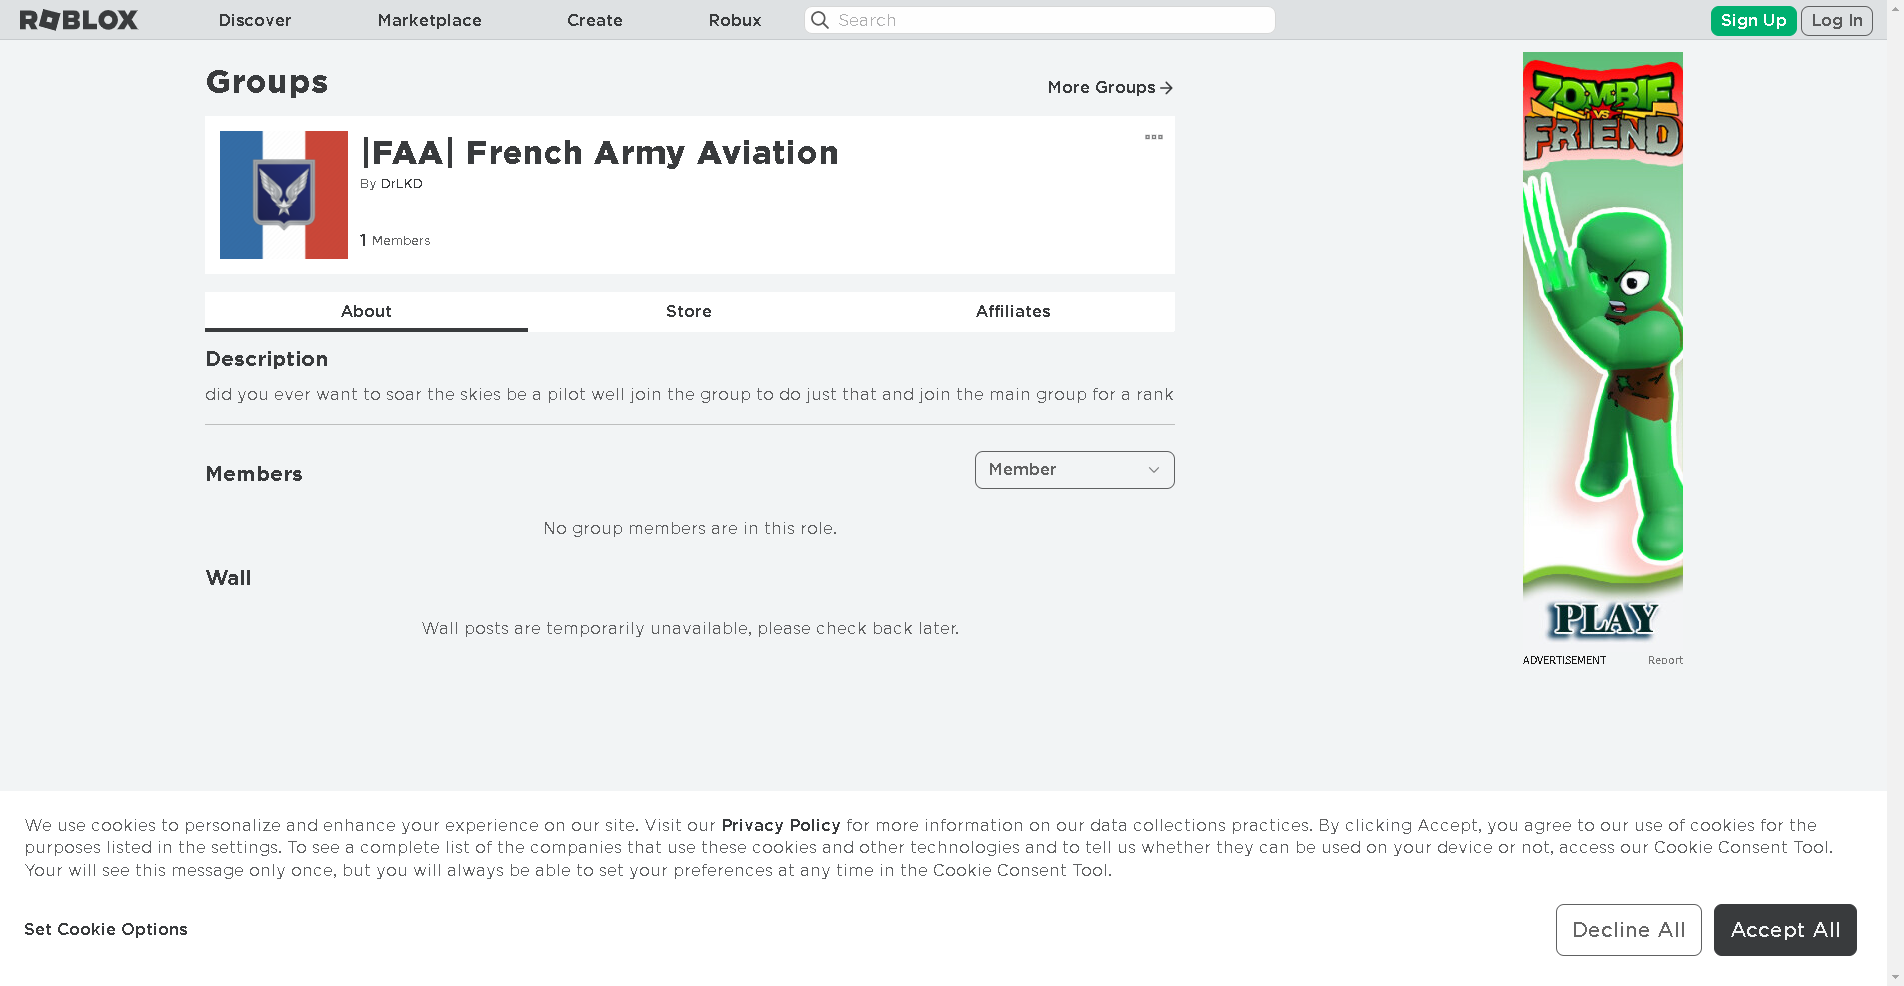 ROBLOX
Discover
Marketplace
Create
Robux
Search
Sign Up
Log In
Groups
More Groups
|FAA| French Army Aviation
By DrLKD
1 Members
About
Store
Affiliates
Description
did you ever want to soar the skies be a pilot well join the group to do just that and join the main group for a rank
Members
Member
No group members are in this role.
Wall
Wall posts are temporarily unavailable, please check back later.
ZOMBIE
VS
FRIEND
PLAY
ADVERTISEMENT
Report
We use cookies to personalize and enhance your experience on our site. Visit our Privacy Policy for more information on our data collections practices. By clicking Accept, you agree to our use of cookies for the
purposes listed in the settings. To see a complete list of the companies that use these cookies and other technologies and to tell us whether they can be used on your device or not, access our Cookie Consent Tool.
Your will see this message only once, but you will always be able to set your preferences at any time in the Cookie Consent Tool.
Set Cookie Options
Decline All
Accept All